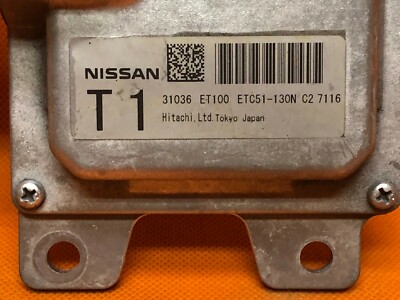 NISSAN
T1 31036 ET100 ETC51-130N C2 7116
Hitachi,Ltd.Tokyo Japan